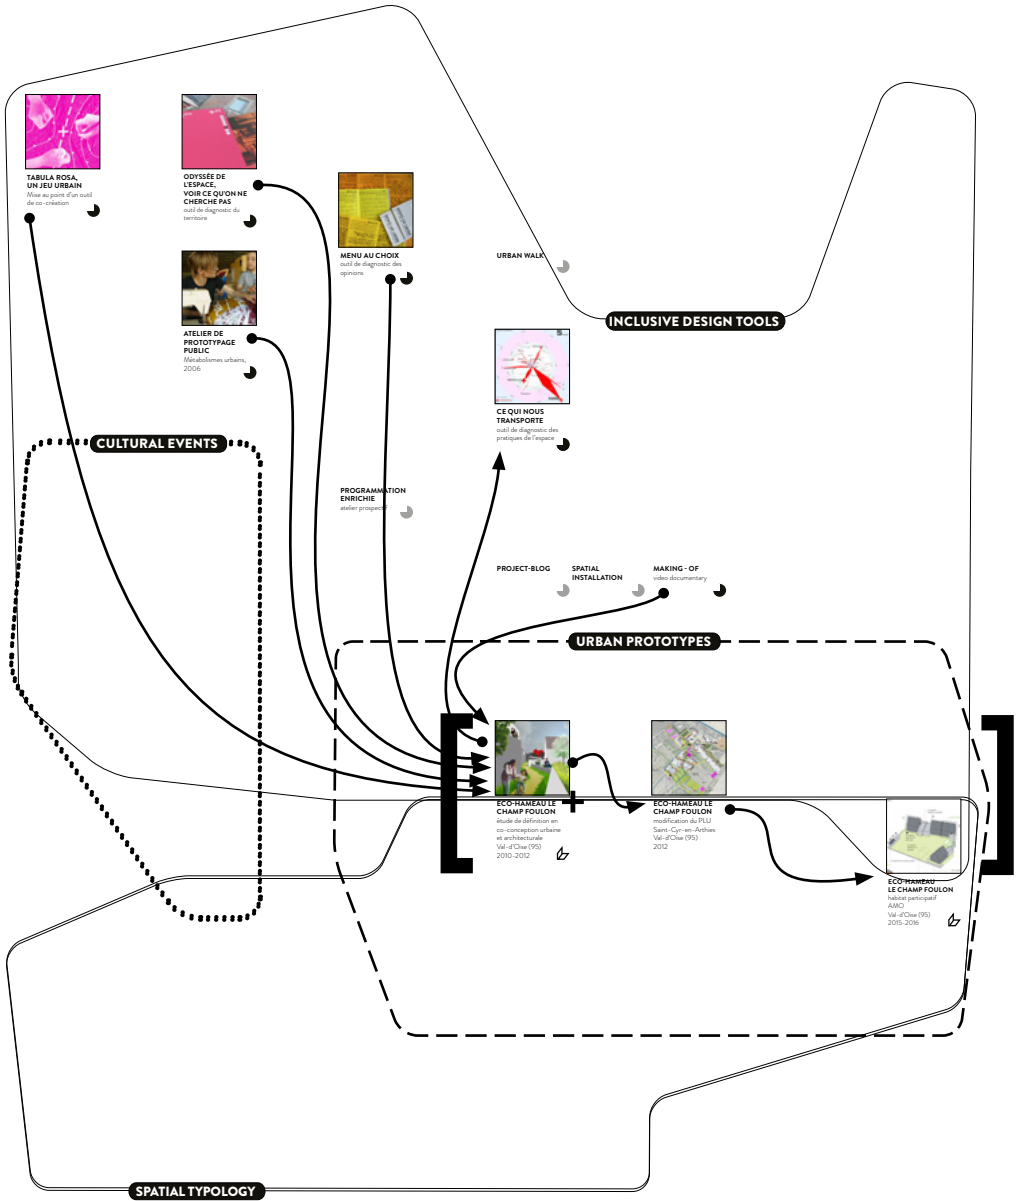 TABULA ROSA,
UN JEU URBAIN
Mise au point d'un outil
de co-création
ODYSSÉE DE
L'ESPACE,
VOIR CE QU'ON NE
CHERCHE PAS
outil de diagnostic du
territoire
MENU AU CHOIX
outil de diagnostic des
opinions
URBAN WALK
INCLUSIVE DESIGN TOOLS
ATELIER DE
PROTOTYPAGE
PUBLIC
Métabolismes urbains,
2006
CE QUI NOUS
TRANSPORTE
outil de diagnostic des
pratiques de l'espace
CULTURAL EVENTS
PROGRAMMATION
ENRICHIE
atelier prospectif
PROJECT-BLOG
SPATIAL
INSTALLATION
MAKING - OF
video documentary
URBAN PROTOTYPES
ECO-HAMEAU LE
CHAMP FOULON
étude de définition en
co-conception urbaine
et architecturale
Val-d'Oise (95)
2010-2012
ECO-HAMEAU LE
CHAMP FOULON
modification du PLU
Saint-Cyr-en-Arthies
Val-d'Oise (95)
2012
ECO-HAMEAU
LE CHAMP FOULON
habitat participatif
AMO
Val-d'Oise (95)
2015-2016
SPATIAL TYPOLOGY